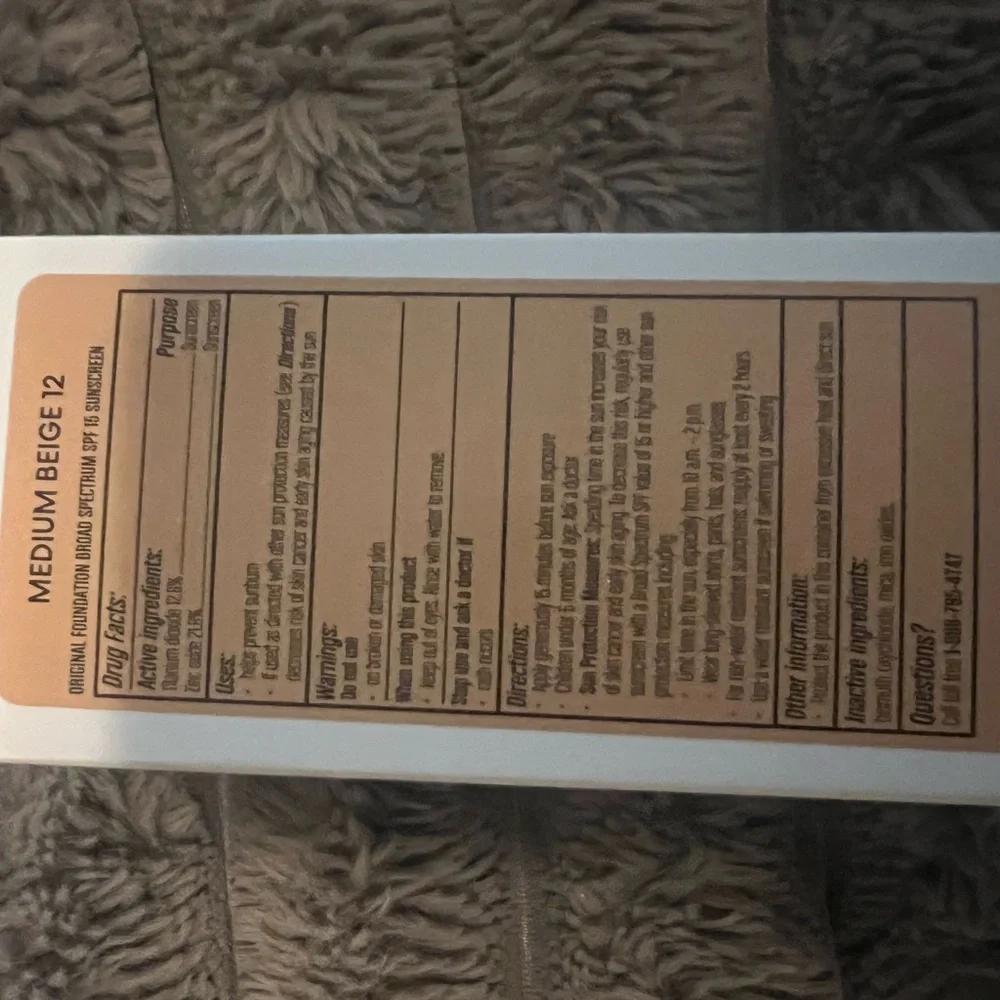 MEDIUM BEIGE 12
ORIGINAL FOUNDATION BROAD SPECTRUM SPF 15 SUNSCREEN
Drug Facts:
Active Ingredients: Purpose
Titanium dioxide 12.6% Sunscreen
Zinc oxide 21.6% Sunscreen
Uses:
• helps prevent sunburn
• if used as directed with other sun protection measures (see Directions)
decreases risk of skin cancer and early skin aging caused by the sun
Warnings:
Do not use
• on broken or damaged skin
When using this product
• keep out of eyes. Rinse with water to remove
Stop use and ask a doctor if
• rash occurs
Directions:
• Apply generously 15 minutes before sun exposure
• Children under 6 months of age: Ask a doctor
• Sun Protection Measures. Spending time in the sun increases your risk
of skin cancer and early skin aging. To decrease this risk, regularly use
sunscreen with a Broad Spectrum SPF value of 15 or higher and other sun
protection measures including
• Limit time in the sun, especially from 10 a.m. - 2 p.m.
• Wear long-sleeved shirts, pants, hats, and sunglasses
• For non-water resistant sunscreens: reapply at least every 2 hours
• Use a water resistant sunscreen if swimming or sweating
Other Information:
• Protect the product in this container from excessive heat and direct sun
Inactive Ingredients:
bismuth oxychloride, mica, iron oxides.
Questions?
Call toll free 1-888-795-4747